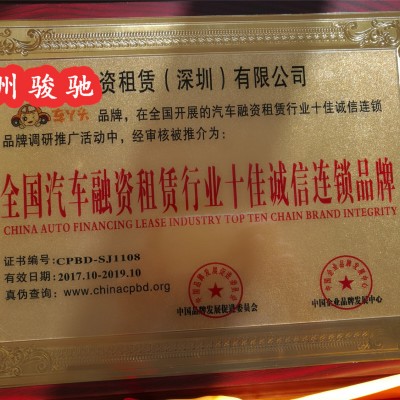 州骏驰
资租赁（深圳）有限公司
品牌，在全国开展的汽车融资租赁行业十佳诚信连锁
品牌调研推广活动中，经审核被推介为：
全国汽车融资租赁行业十佳诚信连锁品牌
CHINA AUTO FINANCING LEASE INDUSTRY TOP TEN CHAIN BRAND INTEGRITY
证书编号：CPBD-SJ1108
有效日期：2017.10-2019.10
真伪查询：www.chinacpbd.org
中国品牌发展促进委员会
中国企业品牌发展中心